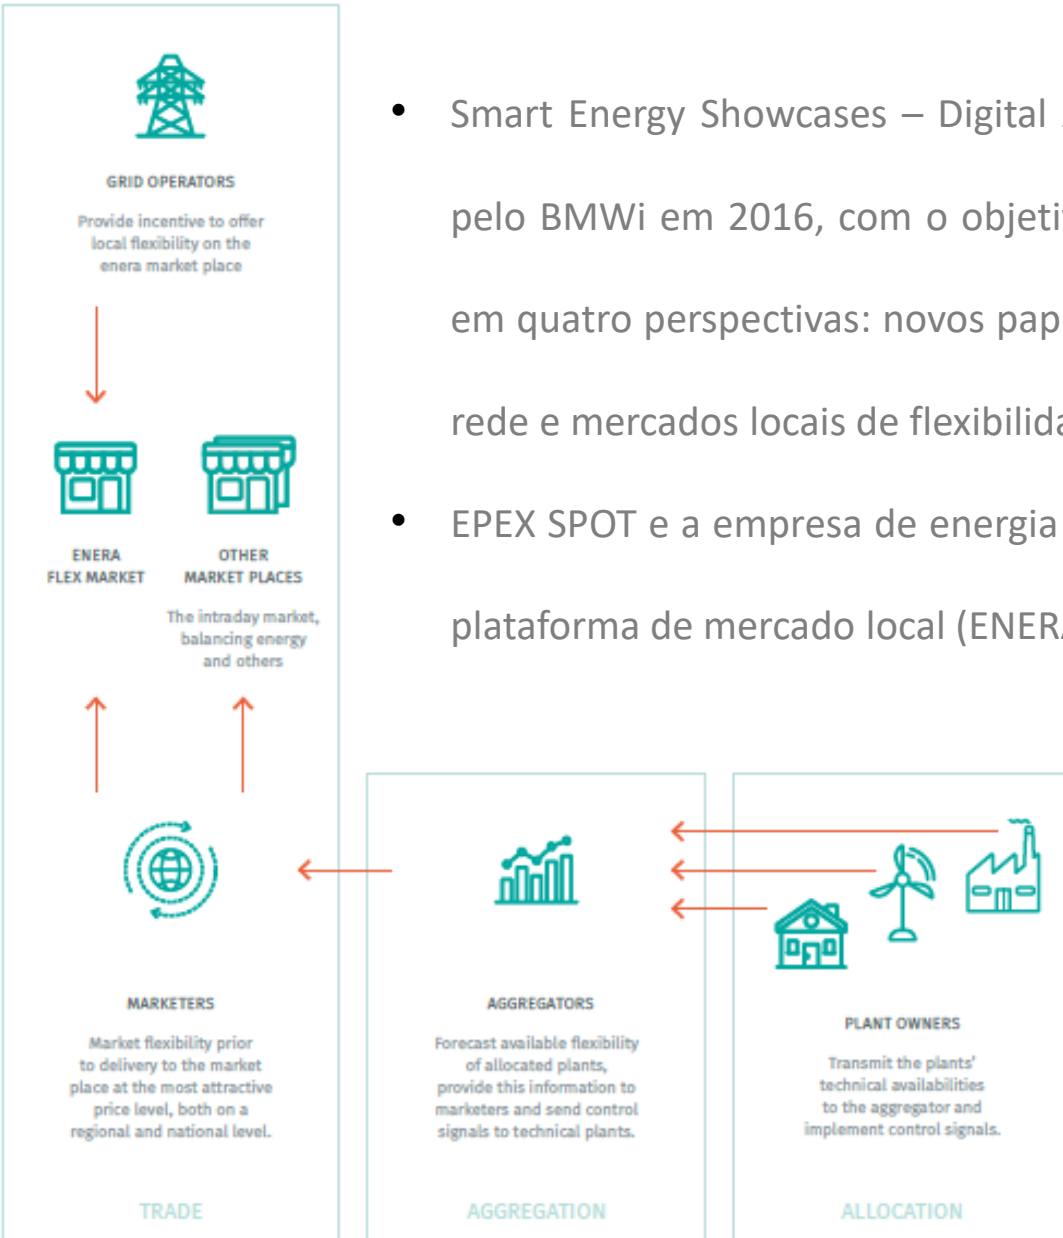 GRID OPERATORS
Provide incentive to offer
local flexibility on the
enera market place
ENERA
FLEX MARKET
OTHER
MARKET PLACES
The intraday market,
balancing energy
and others
MARKETERS
Market flexibility prior
to delivery to the market
place at the most attractive
price level, both on a
regional and national level.
TRADE
• Smart Energy Showcases – Digital
pelo BMWi em 2016, com o
em quatro perspectivas: novos
rede e mercados locais de
• EPEX SPOT e a empresa de energia
plataforma de mercado local
AGGREGATORS
Forecast available flexibility
of allocated plants,
provide this information to
marketers and send control
signals to technical plants.
AGGREGATION
PLANT OWNERS
Transmit the plants'
technical availabilities
to the aggregator and
implement control signals.
ALLOCATION